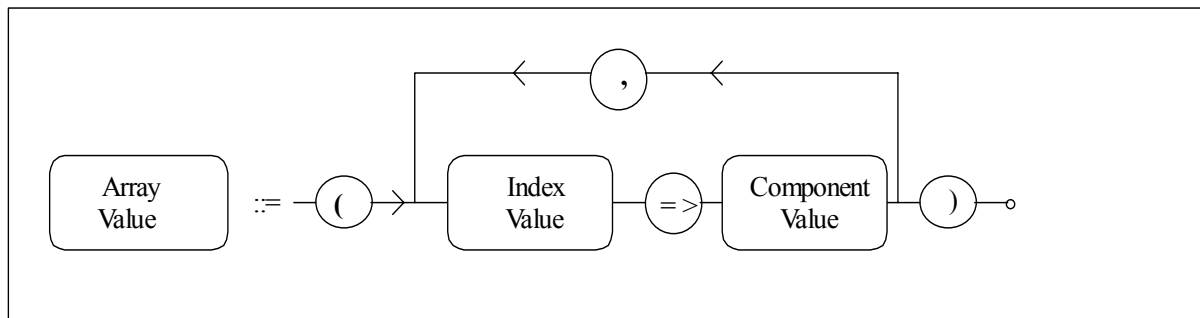 ,
Array
Value
::=
(
Index
Value
= >
Component
Value
)